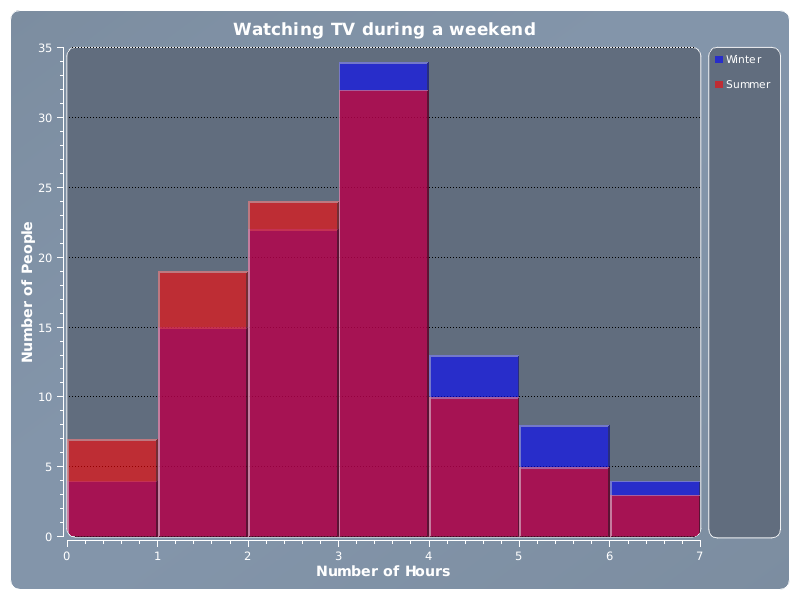 Watching TV during a weekend
Winter
Summer
35
30
25
20
15
10
5
0
Number of People
0 1 2 3 4 5 6 7
Number of Hours